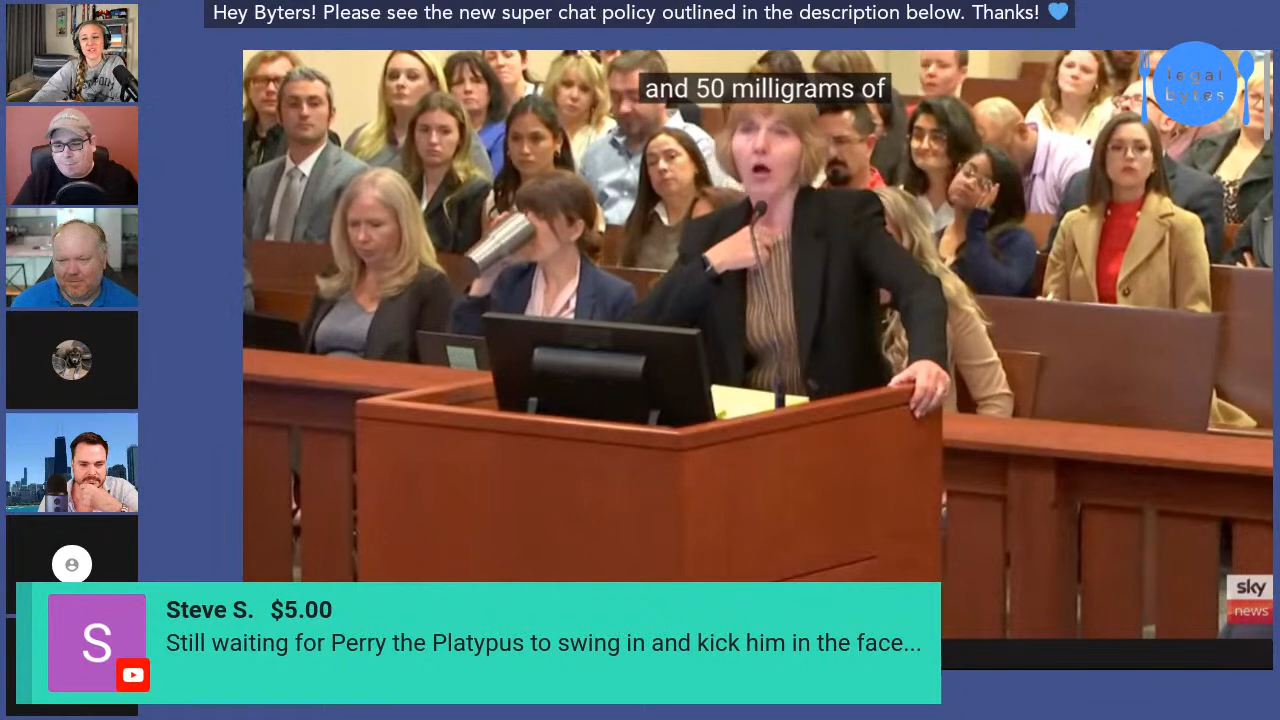 Hey Byters! Please see the new super chat policy outlined in the description below. Thanks! 💙
legal
bytes
and 50 milligrams of
sky
news
S
Steve S. $5.00
Still waiting for Perry the Platypus to swing in and kick him in the face...